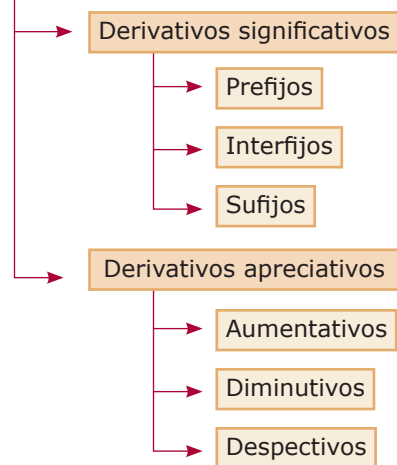 Derivativos significativos
Prefijos
Interfijos
Sufijos
Derivativos apreciativos
Aumentativos
Diminutivos
Despectivos